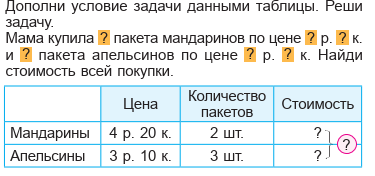 Дополни условие задачи данными таблицы. Реши
задачу.
Мама купила ? пакета мандаринов по цене ? р. ? к.
и ? пакета апельсинов по цене ? р. ? к. Найди
стоимость всей покупки.
Цена Количество пакетов Стоимость
Мандарины 4 р. 20 к. 2 шт. ?
Апельсины 3 р. 10 к. 3 шт. ?
?